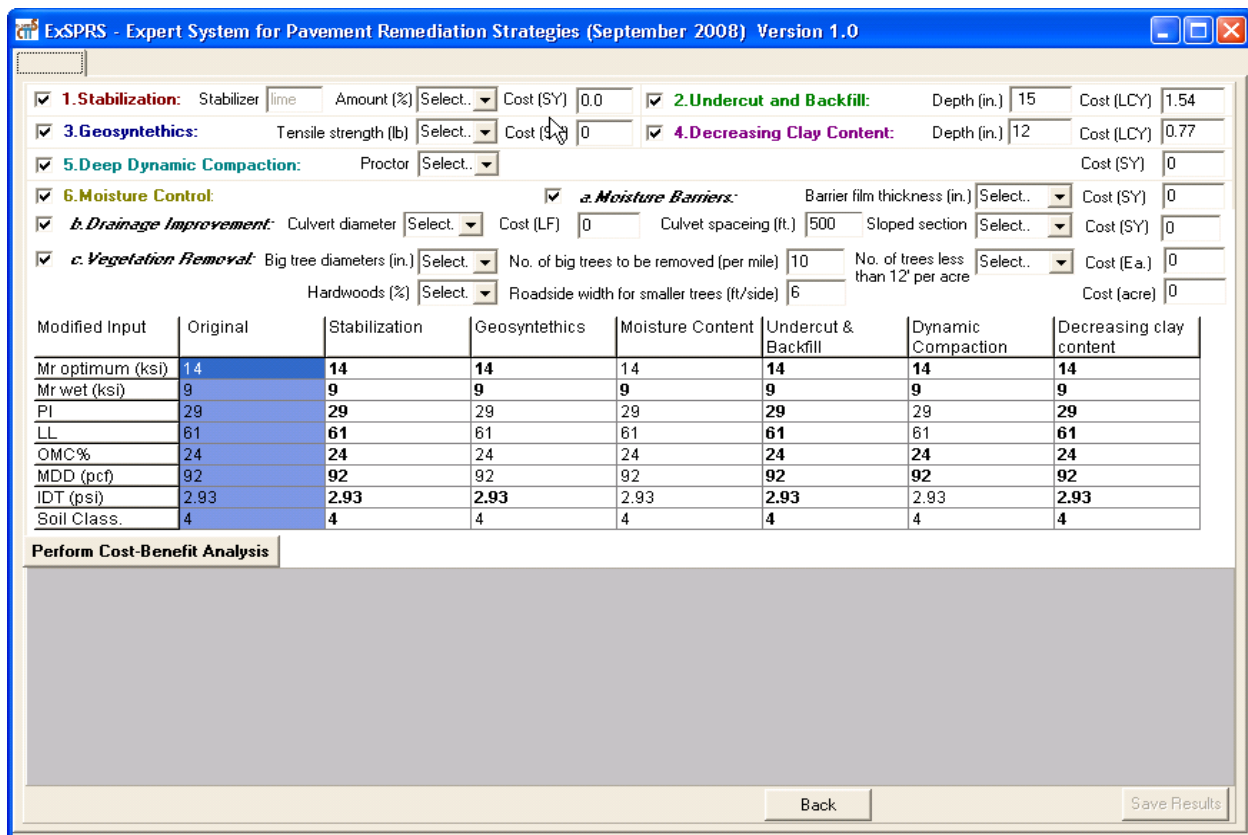 ExSPRS - Expert System for Pavement Remediation Strategies (September 2008) Version 1.0
1.Stabilization: Stabilizer lime Amount (%) Select.. Cost (SY) 0.0 2.Undercut and Backfill: Depth (in.) 15 Cost (LCY) 1.54
3.Geosyntethics: Tensile strength (lb) Select.. Cost 0 4.Decreasing Clay Content: Depth (in.) 12 Cost (LCY) 0.77
5.Deep Dynamic Compaction: Proctor Select.. Cost (SY) 0
6.Moisture Control: a.Moisture Barriers: Barrier film thickness (in.) Select.. Cost (SY) 0
b.Drainage Improvement: Culvert diameter Select. Cost (LF) 0 Culvet spaceing (ft.) 500 Sloped section Select.. Cost (SY) 0
c.Vegetation Removal: Big tree diameters (in.) Select. No. of big trees to be removed (per mile) 10 No. of trees less than 12' per acre Select.. Cost (Ea.) 0
Hardwoods (%) Select. Roadside width for smaller trees (ft/side) 6 Cost (acre) 0
Modified Input Original Stabilization Geosyntethics Moisture Content Undercut & Backfill Dynamic Compaction Decreasing clay content
Mr optimum (ksi) 14 14 14 14 14 14 14
Mr wet (ksi) 9 9 9 9 9 9 9
PI 29 29 29 29 29 29 29
LL 61 61 61 61 61 61 61
OMC% 24 24 24 24 24 24 24
MDD (pcf) 92 92 92 92 92 92 92
IDT (psi) 2.93 2.93 2.93 2.93 2.93 2.93 2.93
Soil Class. 4 4 4 4 4 4 4
Perform Cost-Benefit Analysis
Back Save Results